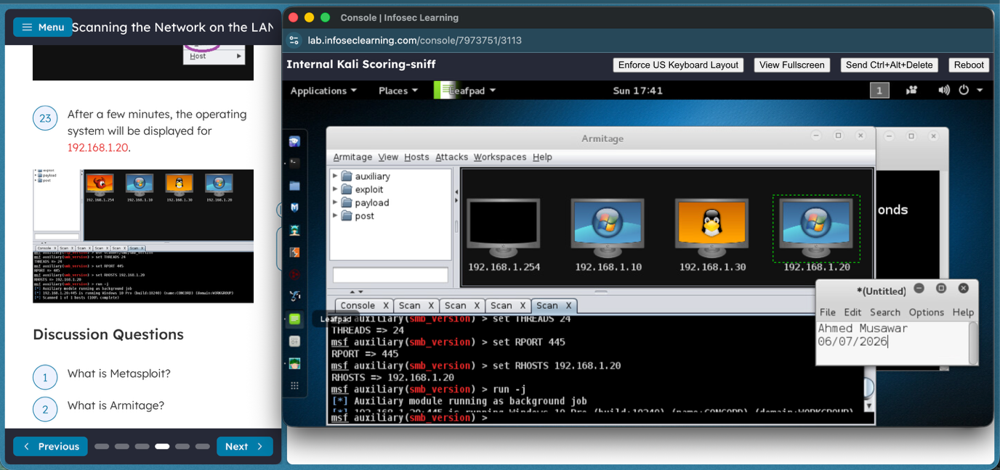 Menu
Scanning the Network on the LAN
Host
23
After a few minutes, the operating
system will be displayed for
192.168.1.20.
payload
post
192.168.1.254 192.168.1.10 192.168.1.30 192.168.1.20
Console X Scan X Scan X Scan X Scan X Scan X
msf auxiliary(smb_version) > set THREADS 24
THREADS => 24
msf auxiliary(smb_version) > set RPORT 445
RPORT => 445
msf auxiliary(smb_version) > set RHOSTS 192.168.1.20
RHOSTS => 192.168.1.20
msf auxiliary(smb_version) > run -j
[*] Auxiliary module running as background job
[*] 192.168.1.20:445 is running Windows 10 Pro (build:10240) (name:CONCORD) (domain:WORKGROUP)
[*] Scanned 1 of 1 hosts (100% complete)
Discussion Questions
1
What is Metasploit?
2
What is Armitage?
Previous
Next
Console | Infosec Learning
lab.infoseclearning.com/console/7973751/3113
Internal Kali Scoring-sniff
Enforce US Keyboard Layout
View Fullscreen
Send Ctrl+Alt+Delete
Reboot
Applications Places Leafpad
Sun 17:41
1
Armitage
Armitage View Hosts Attacks Workspaces Help
auxiliary
exploit
payload
post
192.168.1.254 192.168.1.10 192.168.1.30 192.168.1.20
onds
Console X Scan X Scan X Scan X Scan X
Leafpad
auxiliary(smb_version) > set THREADS 24
THREADS => 24
msf auxiliary(smb_version) > set RPORT 445
RPORT => 445
msf auxiliary(smb_version) > set RHOSTS 192.168.1.20
RHOSTS => 192.168.1.20
msf auxiliary(smb_version) > run -j
[*] Auxiliary module running as background job
[*] 192.168.1.20:445 is running Windows 10 Pro (build:10240) (name:CONCORD) (domain:WORKGROUP)
msf auxiliary(smb_version) >
*(Untitled)
File Edit Search Options Help
Ahmed Musawar
06/07/2026